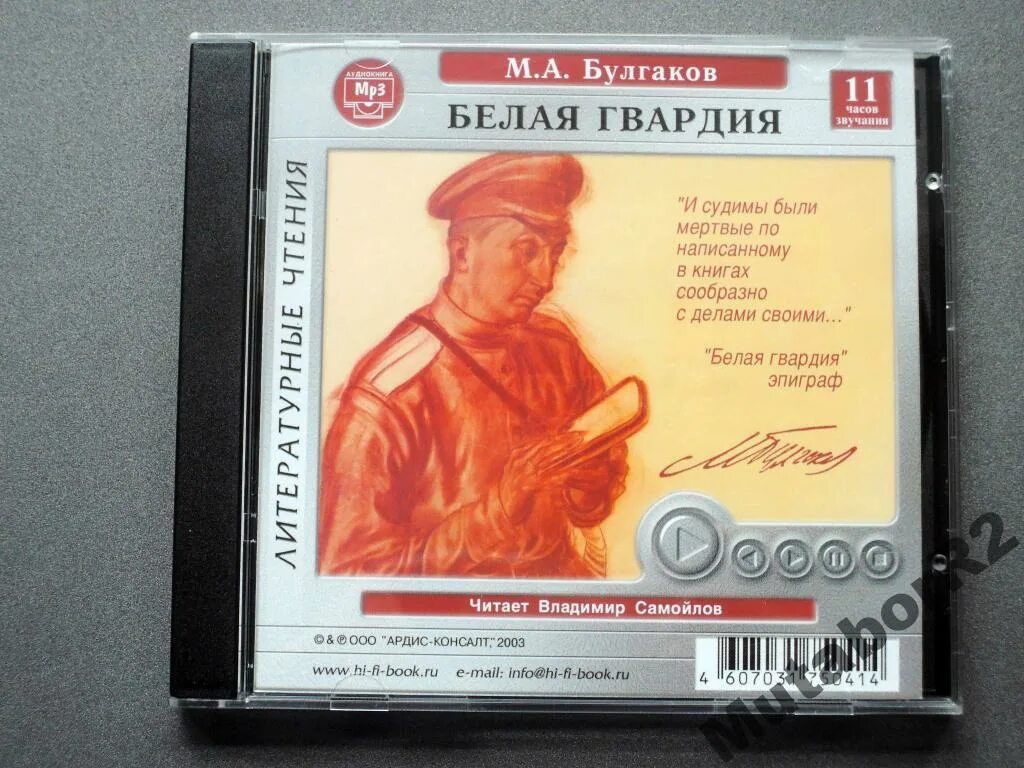 М.А. Булгаков
АУДИОКНИГА
Mp3
БЕЛАЯ ГВАРДИЯ
11
часов
звучания
ЛИТЕРАТУРНЫЕ ЧТЕНИЯ
"И судимы были
мертвые по
написанному
в книгах
сообразно
с делами своими..."
"Белая гвардия"
эпиграф
МБулгаков
Читает Владимир Самойлов
© & ℗ ООО "АРДИС-КОНСАЛТ," 2003
www.hi-fi-book.ru e-mail: info@hi-fi-book.ru
4 607031 750414
MutaborR2